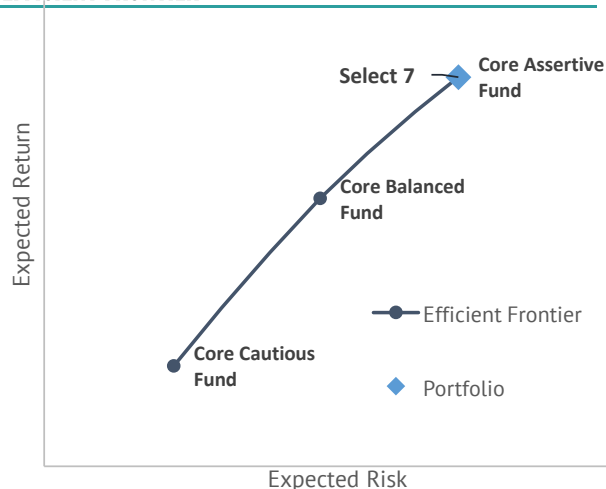 Select 7
Core Assertive
Fund
Core Balanced
Fund
Core Cautious
Fund
Efficient Frontier
Portfolio
Expected Return
Expected Risk